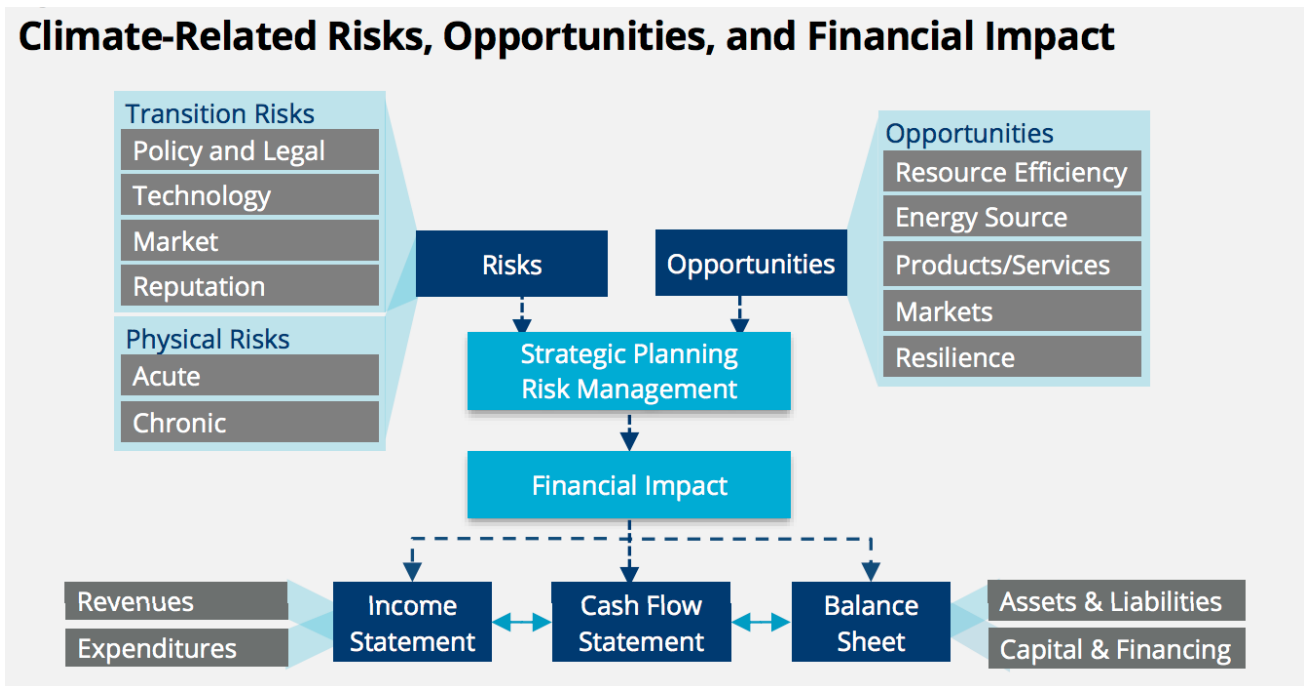 Climate-Related Risks, Opportunities, and Financial Impact
Transition Risks
Policy and Legal
Technology
Market
Reputation
Physical Risks
Acute
Chronic
Risks
Opportunities
Opportunities
Resource Efficiency
Energy Source
Products/Services
Markets
Resilience
Strategic Planning
Risk Management
Financial Impact
Revenues
Expenditures
Income
Statement
Cash Flow
Statement
Balance
Sheet
Assets & Liabilities
Capital & Financing